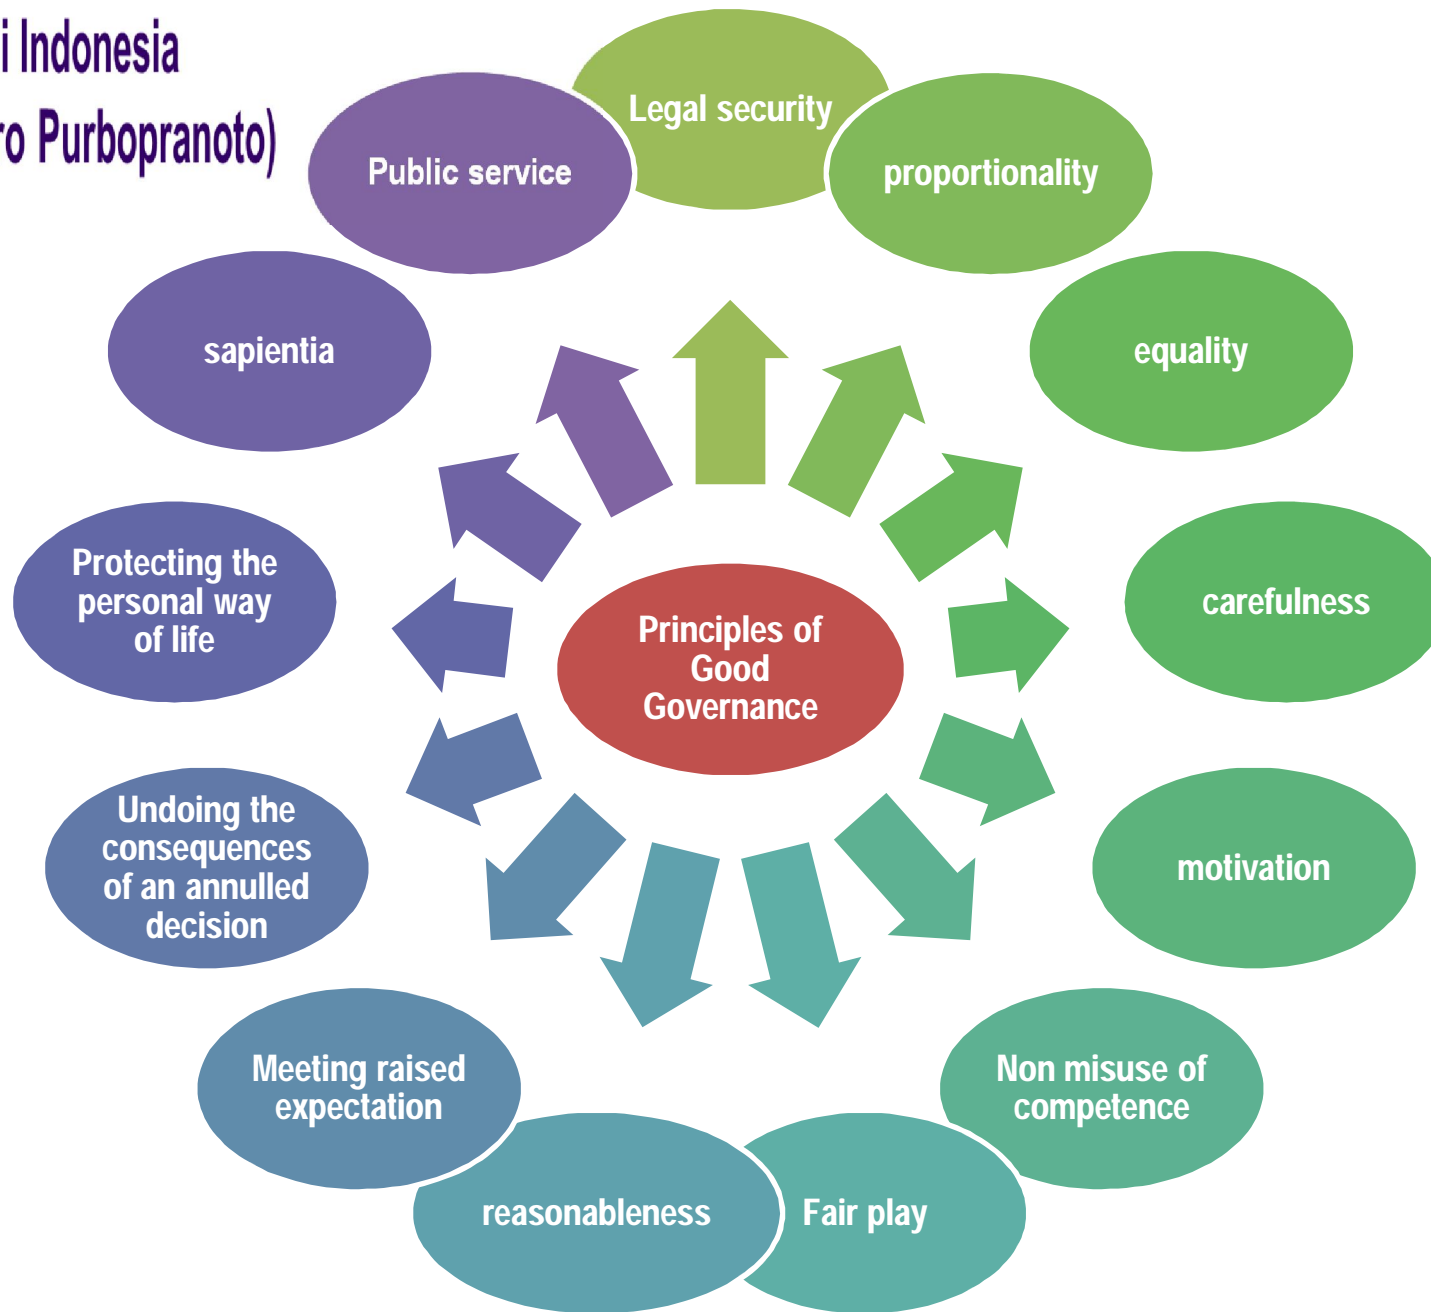 i Indonesia
ro Purbopranoto)
Legal security
proportionality
equality
carefulness
motivation
Non misuse of
competence
Fair play
reasonableness
Meeting raised
expectation
Undoing the
consequences
of an annulled
decision
Protecting the
personal way
of life
sapientia
Public service
Principles of
Good
Governance